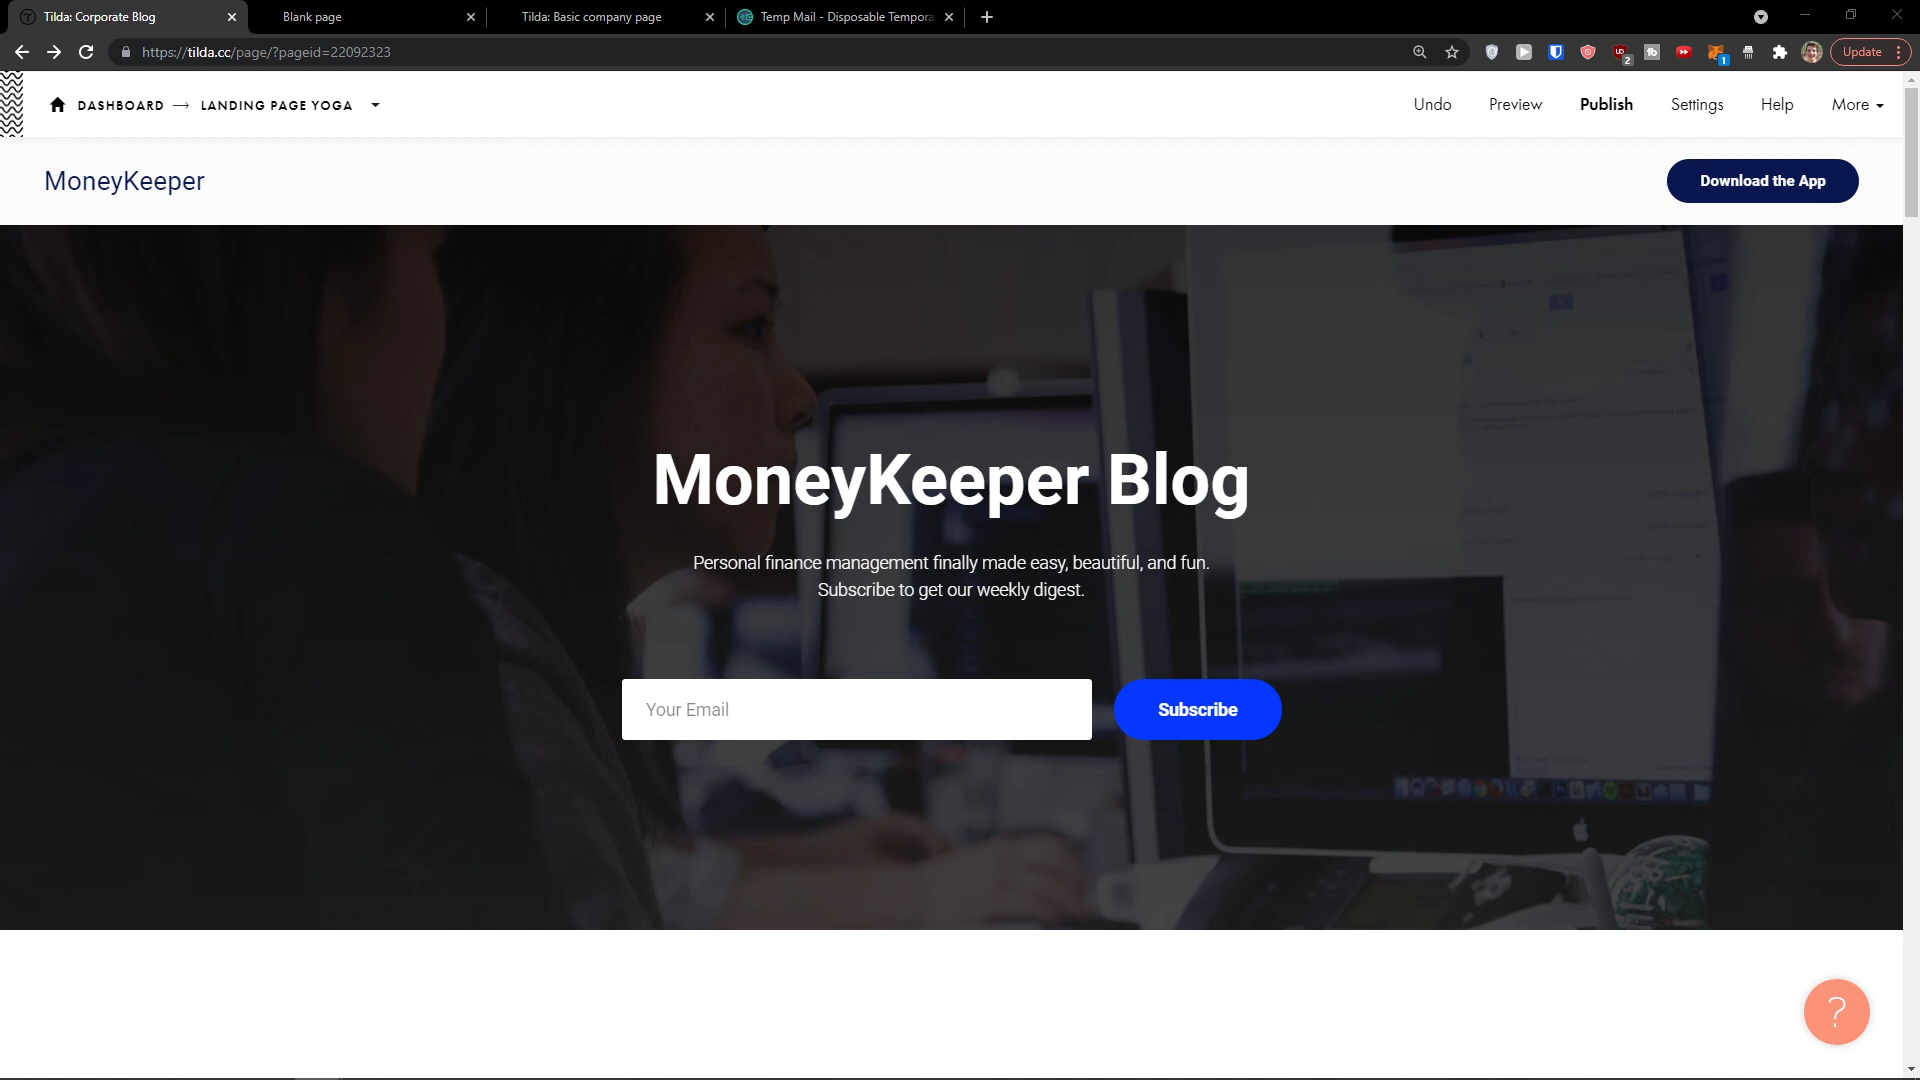 Tilda: Corporate Blog
Blank page
Tilda: Basic company page
Temp Mail - Disposable Tempora
https://tilda.cc/page/?pageid=22092323
Update
DASHBOARD → LANDING PAGE YOGA
Undo
Preview
Publish
Settings
Help
More
MoneyKeeper
Download the App
MoneyKeeper Blog
Personal finance management finally made easy, beautiful, and fun.
Subscribe to get our weekly digest.
Your Email
Subscribe
?